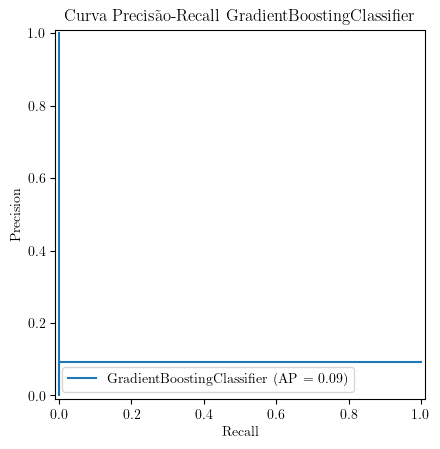 Curva Precisão-Recall GradientBoostingClassifier
1.0
0.8
0.6
0.4
0.2
0.0
Precision
GradientBoostingClassifier (AP = 0.09)
0.0 0.2 0.4 0.6 0.8 1.0
Recall